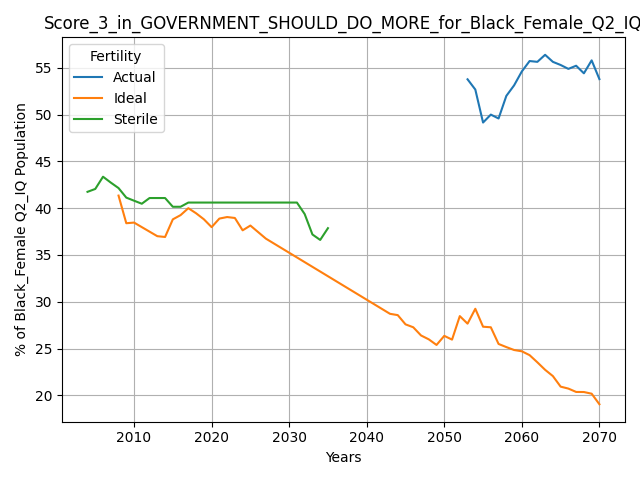 Score_3_in_GOVERNMENT_SHOULD_DO_MORE_for_Black_Female_Q2_IQ
Fertility
Actual
Ideal
Sterile
% of Black_Female Q2_IQ Population
55
50
45
40
35
30
25
20
2010 2020 2030 2040 2050 2060 2070
Years